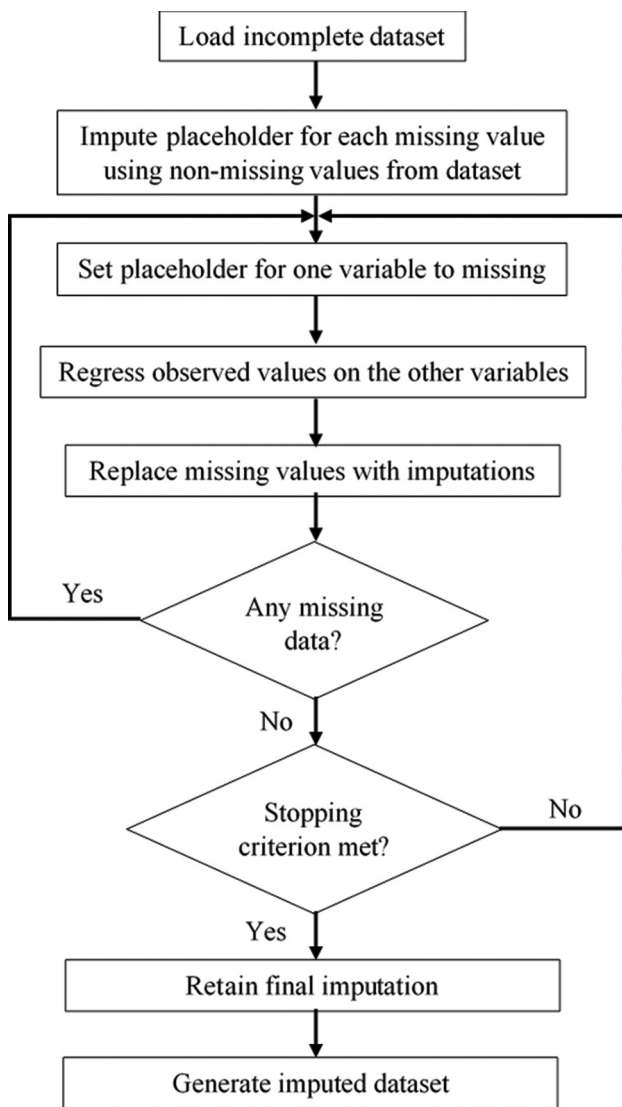 Load incomplete dataset
Impute placeholder for each missing value
using non-missing values from dataset
Set placeholder for one variable to missing
Regress observed values on the other variables
Replace missing values with imputations
Yes
Any missing
data?
No
Stopping
criterion met?
No
Yes
Retain final imputation
Generate imputed dataset